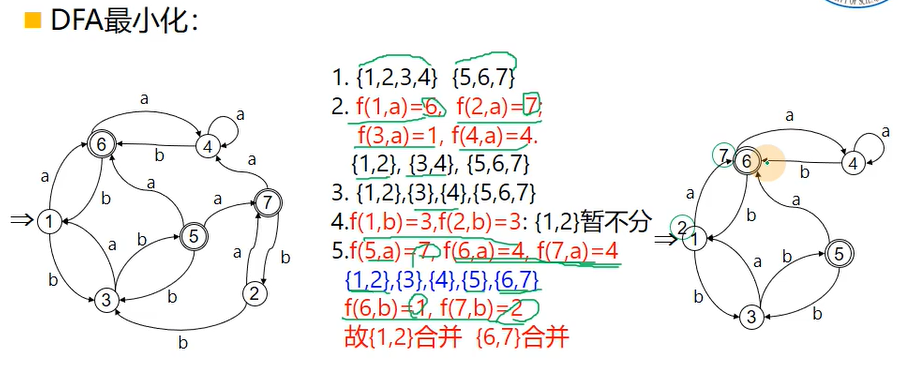 DFA最小化：
1. {1,2,3,4} {5,6,7}
2. f(1,a)=6, f(2,a)=7;
f(3,a)=1, f(4,a)=4.
{1,2}, {3,4}, {5,6,7}
3. {1,2},{3},{4},{5,6,7}
4.f(1,b)=3,f(2,b)=3: {1,2}暂不分
5.f(5,a)=7, f(6,a)=4, f(7,a)=4
{1,2},{3},{4},{5},{6,7}
f(6,b)=1, f(7,b)=2
故{1,2}合并 {6,7}合并
a
a
6
4
b
a
b
a
a
7
1
5
a
b
a
b
a
b
b
3
b
2
b
a
a
7
6
4
b
a
b
a
2
1
5
a
b
b
3
b